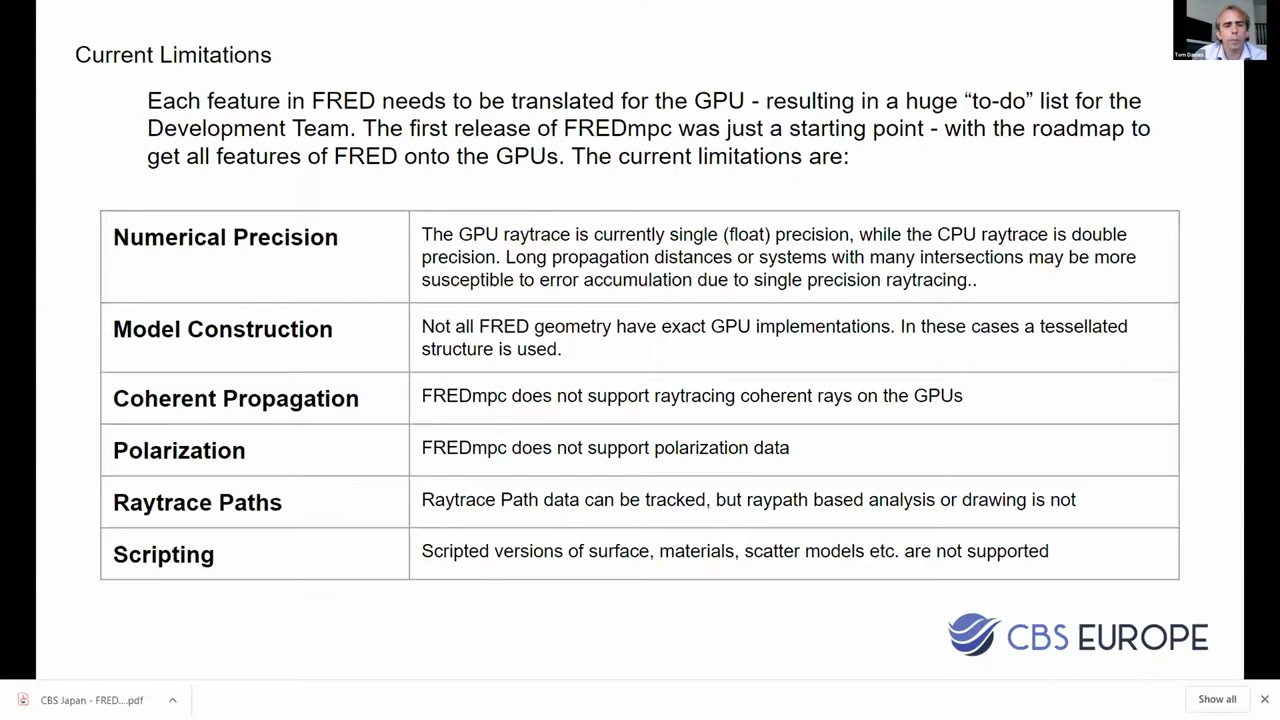 Tom Davies
Current Limitations
Each feature in FRED needs to be translated for the GPU - resulting in a huge “to-do” list for the
Development Team. The first release of FREDmpc was just a starting point - with the roadmap to
get all features of FRED onto the GPUs. The current limitations are:
Numerical Precision
The GPU raytrace is currently single (float) precision, while the CPU raytrace is double
precision. Long propagation distances or systems with many intersections may be more
susceptible to error accumulation due to single precision raytracing..
Model Construction
Not all FRED geometry have exact GPU implementations. In these cases a tessellated
structure is used.
Coherent Propagation
FREDmpc does not support raytracing coherent rays on the GPUs
Polarization
FREDmpc does not support polarization data
Raytrace Paths
Raytrace Path data can be tracked, but raypath based analysis or drawing is not
Scripting
Scripted versions of surface, materials, scatter models etc. are not supported
CBS EUROPE
CBS Japan - FRED....pdf
Show all